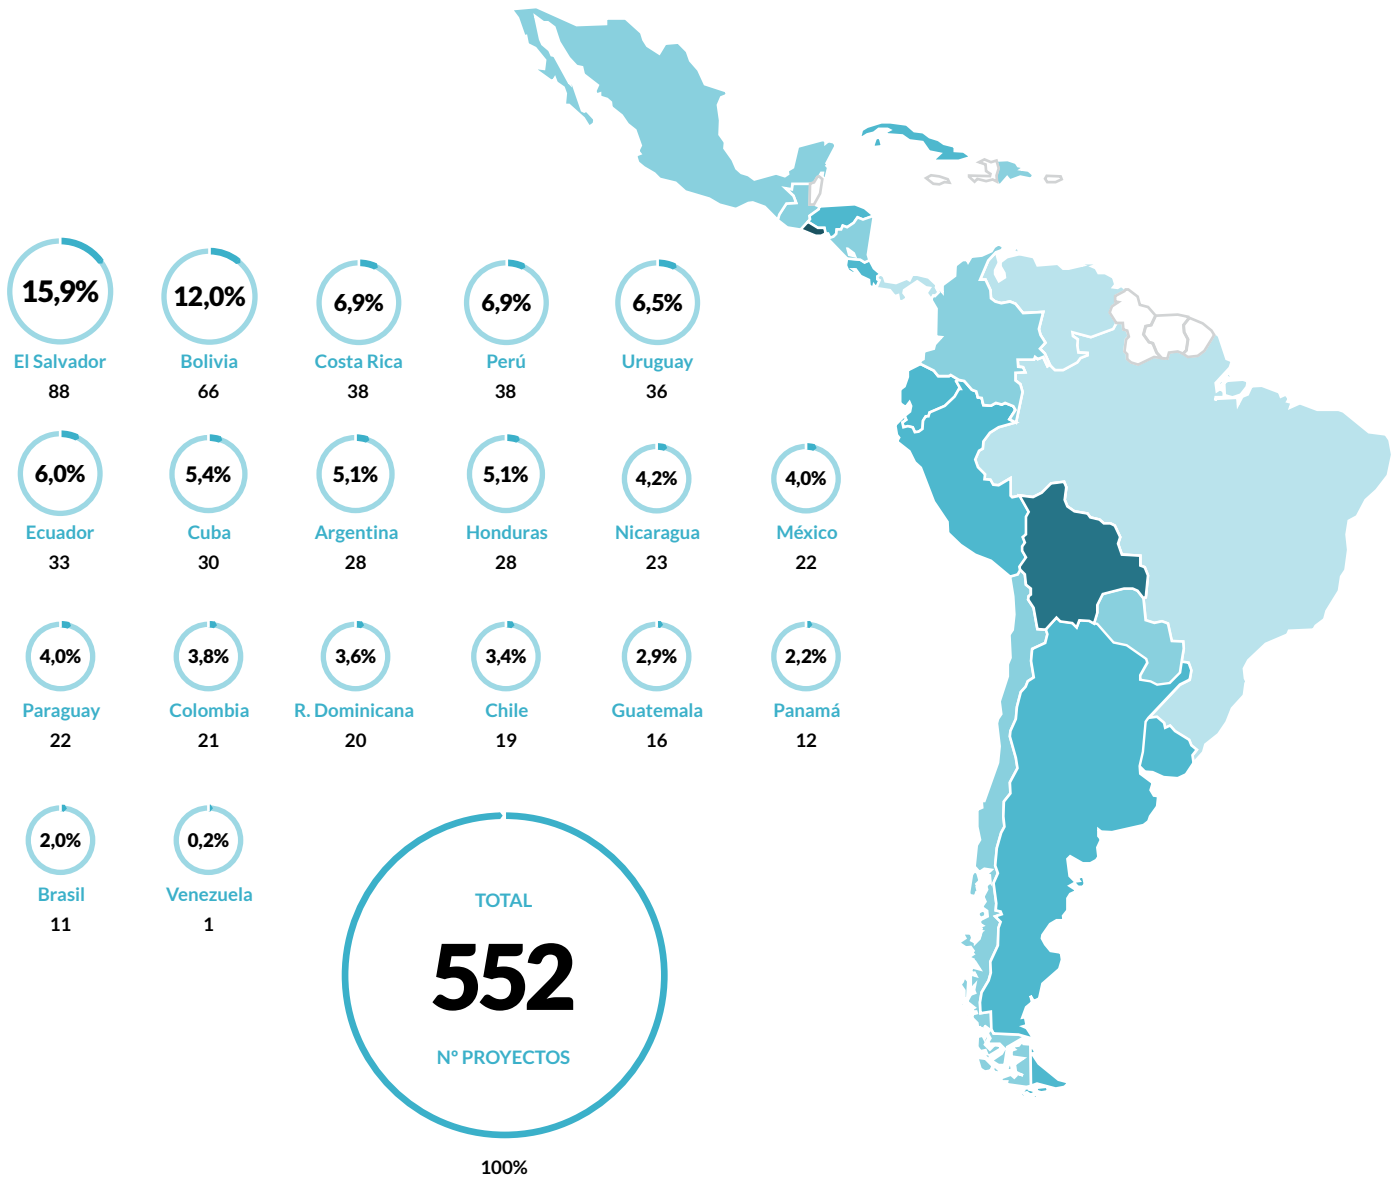 15,9% 12,0% 6,9% 6,9% 6,5%
El Salvador Bolivia Costa Rica Perú Uruguay
88 66 38 38 36
6,0% 5,4% 5,1% 5,1% 4,2% 4,0%
Ecuador Cuba Argentina Honduras Nicaragua México
33 30 28 28 23 22
4,0% 3,8% 3,6% 3,4% 2,9% 2,2%
Paraguay Colombia R. Dominicana Chile Guatemala Panamá
22 21 20 19 16 12
2,0% 0,2%
Brasil Venezuela
11 1
TOTAL
552
Nº PROYECTOS
100%